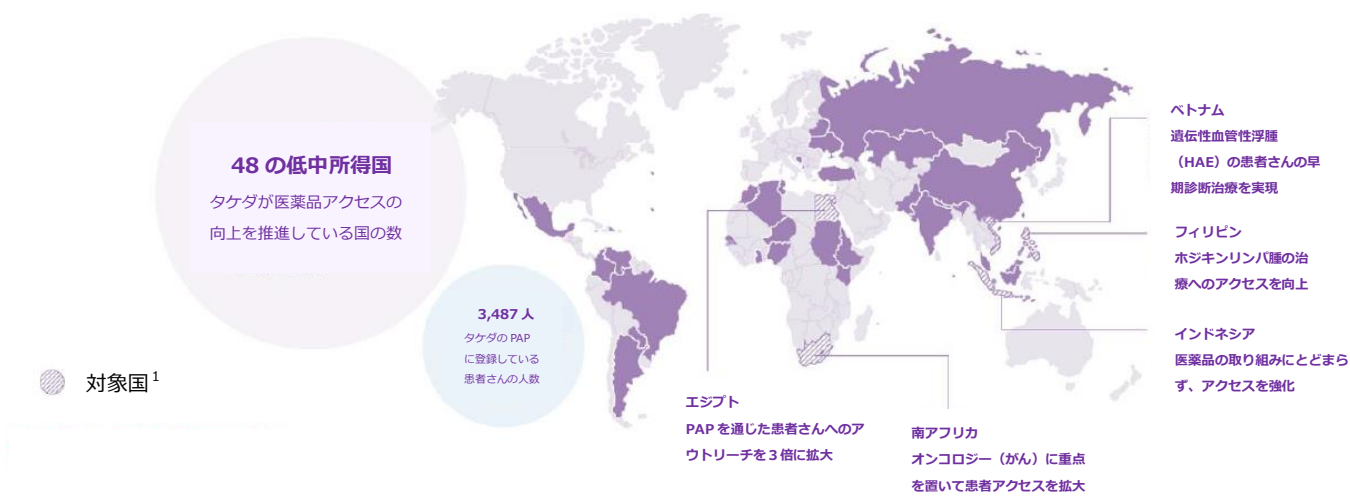 48 の低中所得国
タケダが医薬品アクセスの
向上を推進している国の数
3,487 人
タケダの PAP
に登録している
患者さんの人数
対象国1
エジプト
PAP を通じた患者さんへのア
ウトリーチを3倍に拡大
南アフリカ
オンコロジー（がん）に重点
を置いて患者アクセスを拡大
ベトナム
遺伝性血管性浮腫
（HAE）の患者さんの早
期診断治療を実現
フィリピン
ホジキンリンパ腫の治
療へのアクセスを向上
インドネシア
医薬品の取り組みにとどまら
ず、アクセスを強化